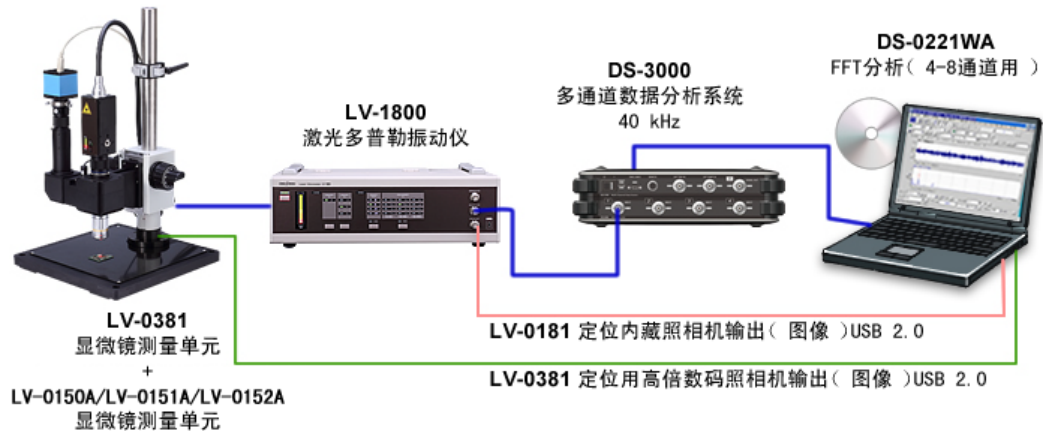 DS-0221WA
FFT分析( 4-8通道用 )
DS-3000
多通道数据分析系统
40 kHz
LV-1800
激光多普勒振动仪
LV-0381
显微镜测量单元
+
LV-0150A/LV-0151A/LV-0152A
显微镜测量单元
LV-0181 定位内藏照相机输出( 图像 )USB 2.0
LV-0381 定位用高倍数码照相机输出( 图像 )USB 2.0